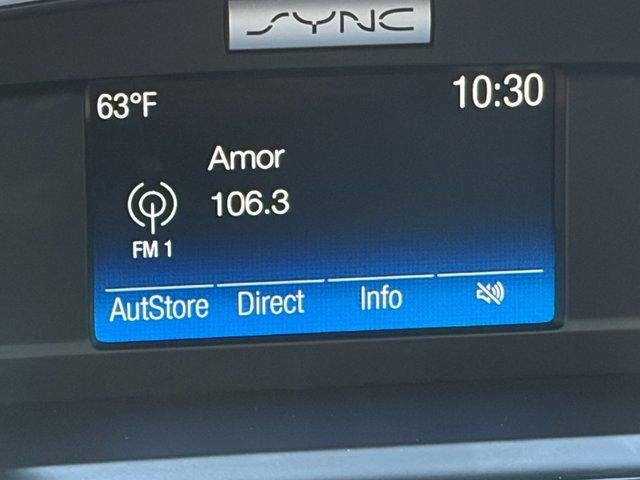 SYNC
63°F 10:30
Amor
106.3
FM 1
AutStore Direct Info